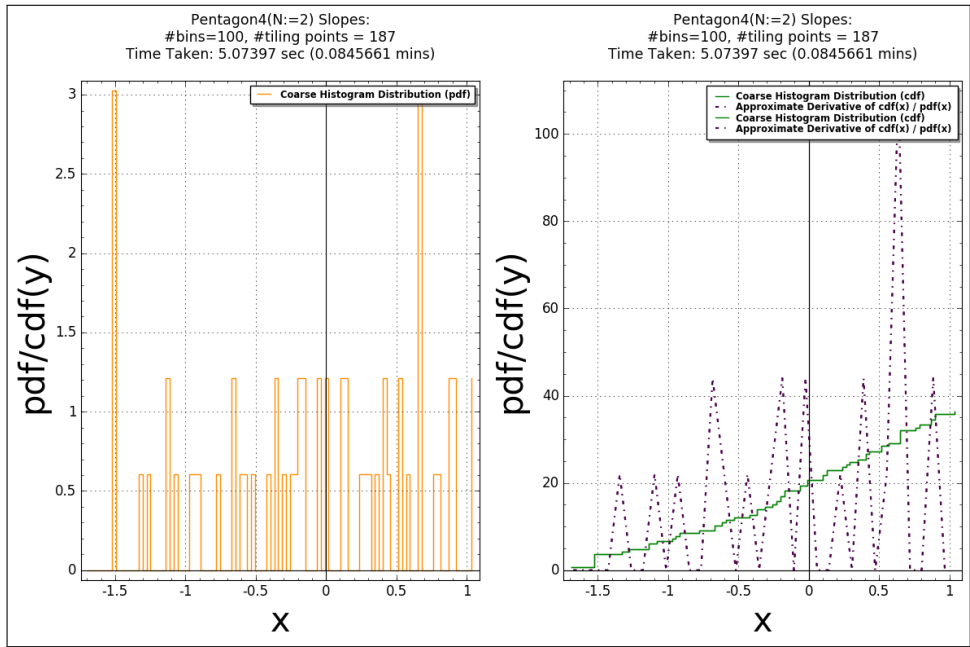 Pentagon4(N:=2) Slopes:
#bins=100, #tiling points = 187
Time Taken: 5.07397 sec (0.0845661 mins)
Coarse Histogram Distribution (pdf)
pdf/cdf(y)
3
2.5
2
1.5
1
0.5
0
-1.5
-1
-0.5
0
0.5
1
x
Pentagon4(N:=2) Slopes:
#bins=100, #tiling points = 187
Time Taken: 5.07397 sec (0.0845661 mins)
Coarse Histogram Distribution (cdf)
Approximate Derivative of cdf(x) / pdf(x)
Coarse Histogram Distribution (cdf)
Approximate Derivative of cdf(x) / pdf(x)
pdf/cdf(y)
100
80
60
40
20
0
-1.5
-1
-0.5
0
0.5
1
x